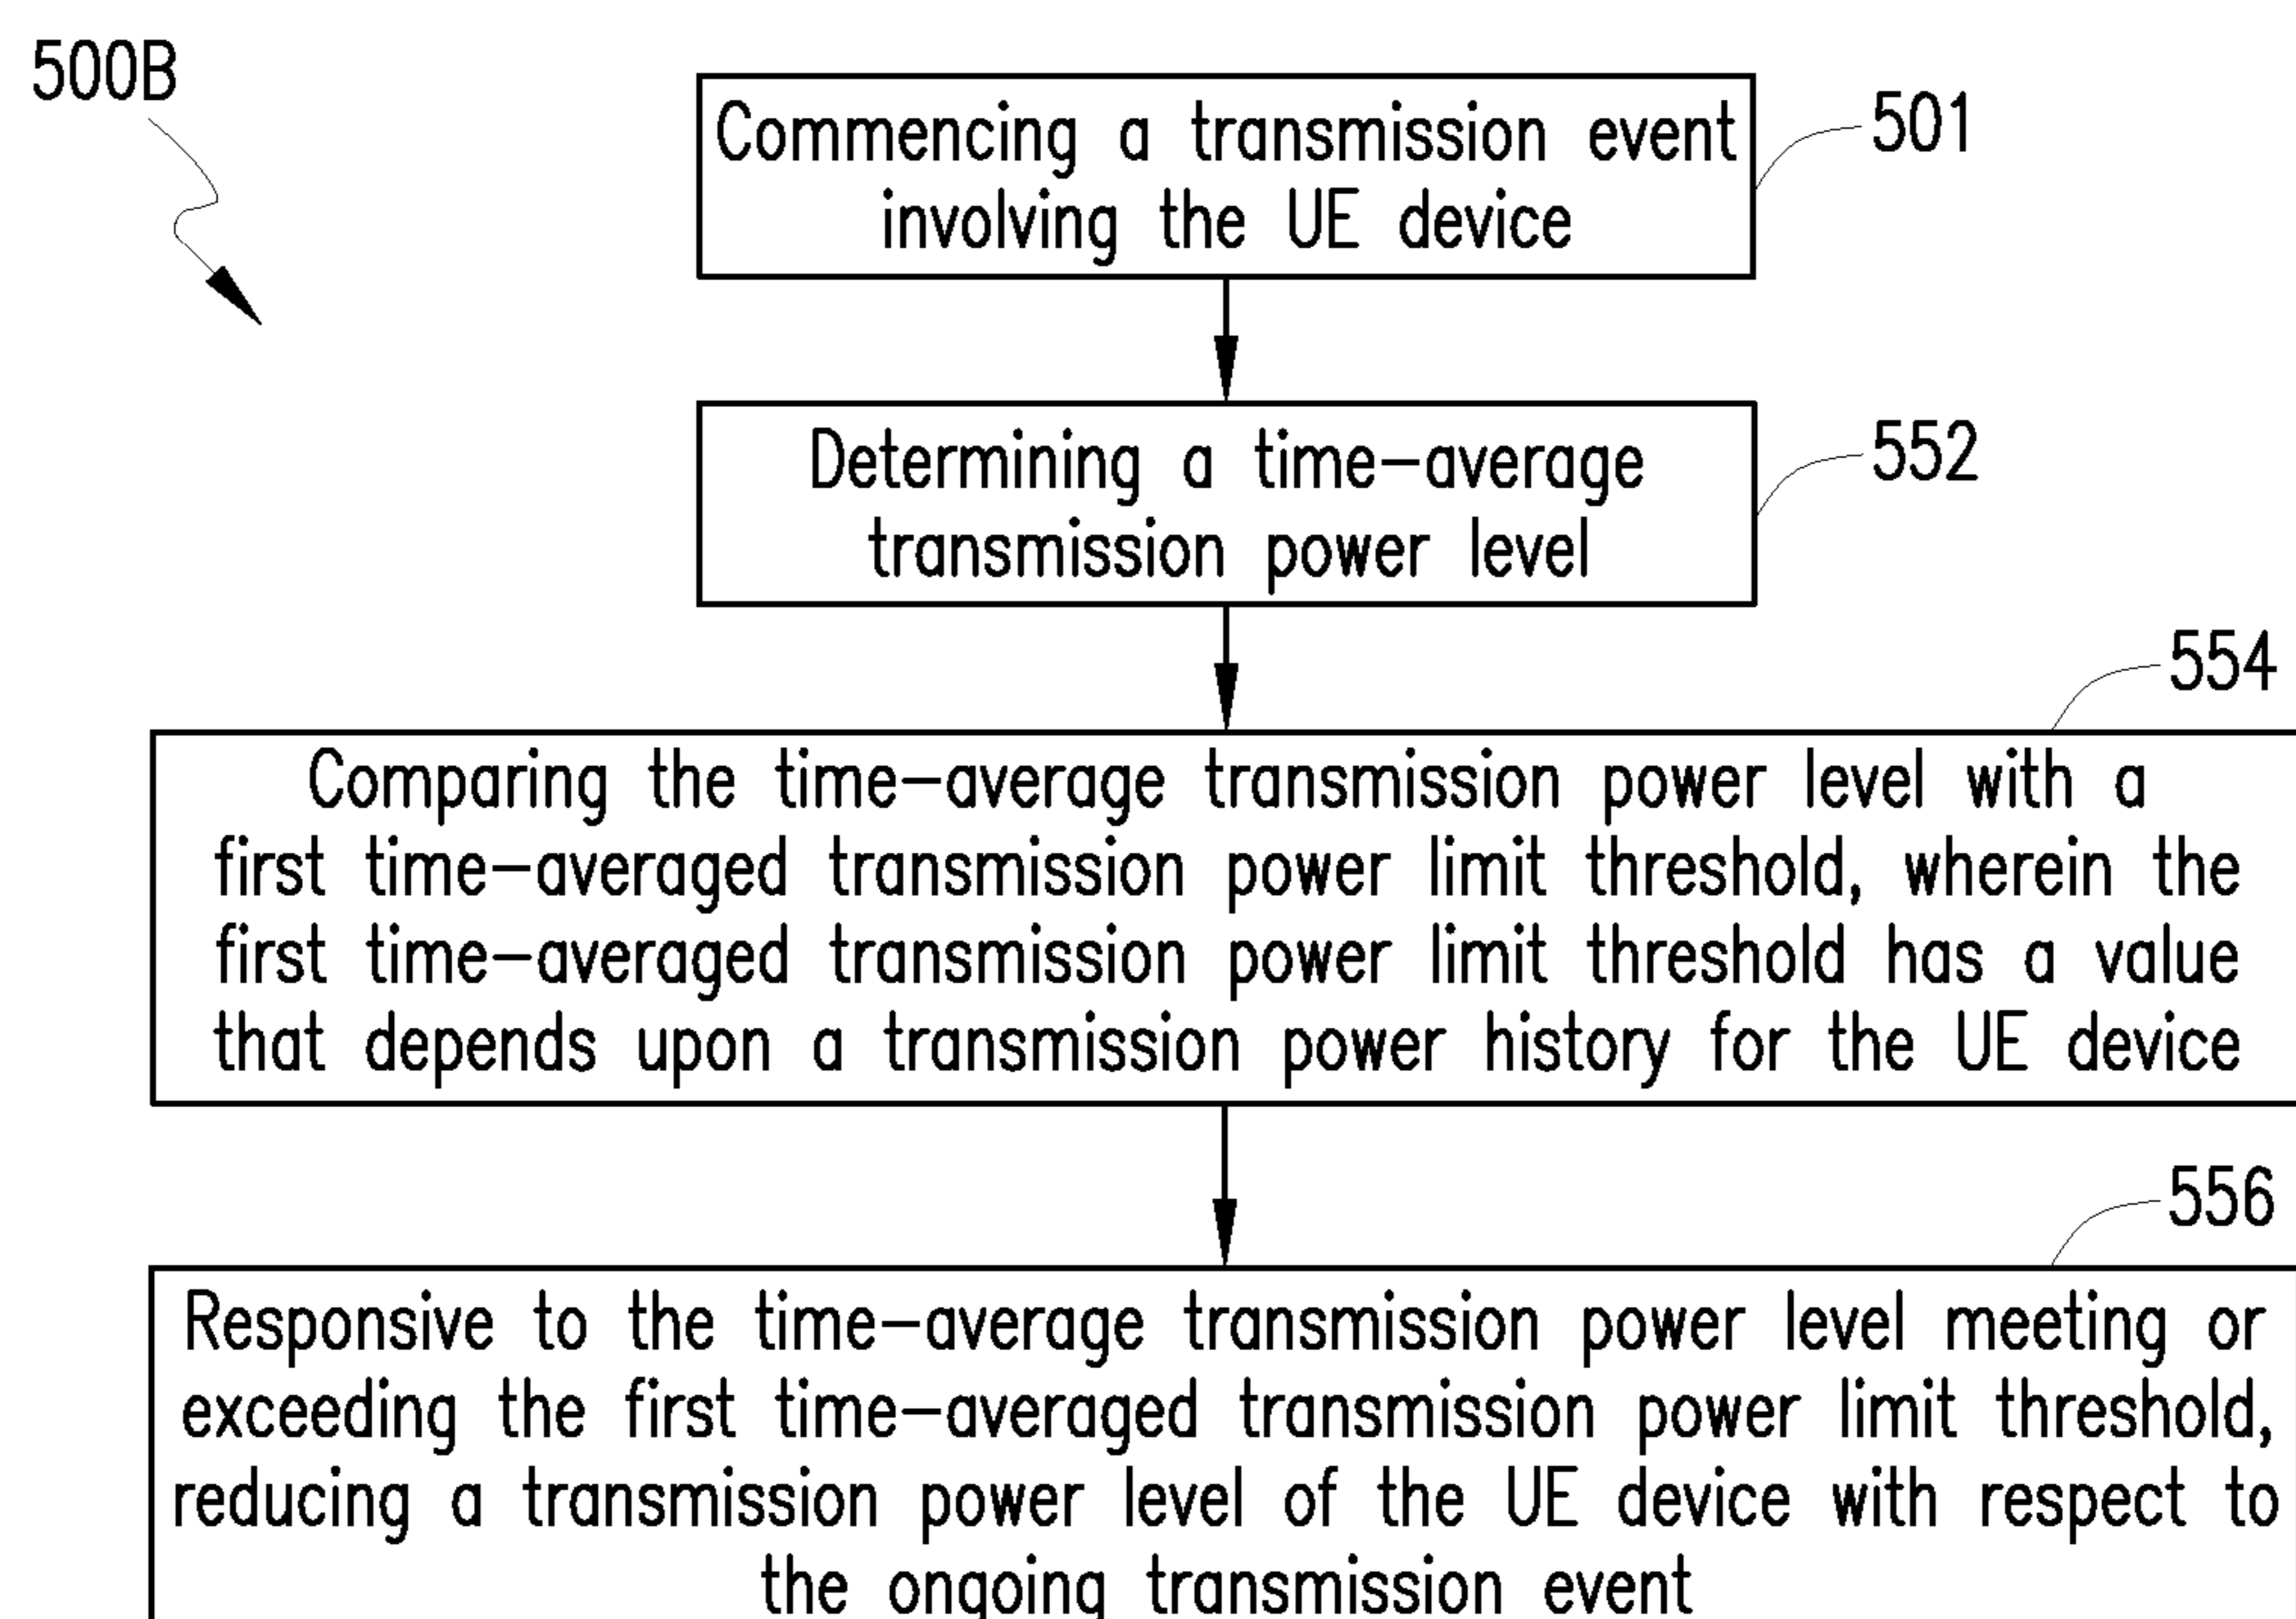 500B
Commencing a transmission event
involving the UE device
501
Determining a time-average
transmission power level
552
554
Comparing the time-average transmission power level with a
first time-averaged transmission power limit threshold, wherein the
first time-averaged transmission power limit threshold has a value
that depends upon a transmission power history for the UE device
556
Responsive to the time-average transmission power level meeting or
exceeding the first time-averaged transmission power limit threshold,
reducing a transmission power level of the UE device with respect to
the ongoing transmission event